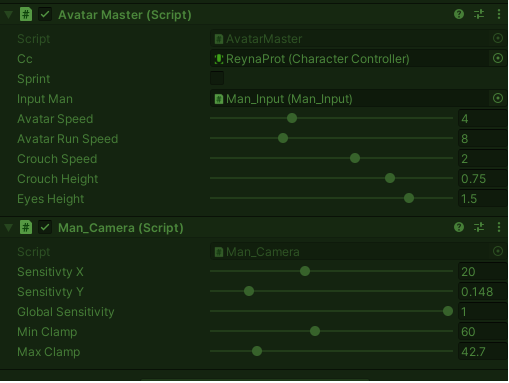 Avatar Master (Script)
Script AvatarMaster
Cc ReynaProt (Character Controller)
Sprint
Input Man Man_Input (Man_Input)
Avatar Speed 4
Avatar Run Speed 8
Crouch Speed 2
Crouch Height 0.75
Eyes Height 1.5
Man_Camera (Script)
Script Man_Camera
Sensitivty X 20
Sensitivty Y 0.148
Global Sensitivity 1
Min Clamp 60
Max Clamp 42.7